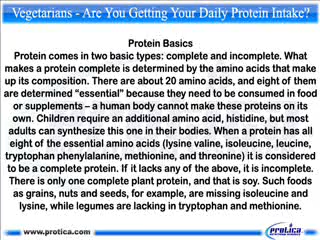 Vegetarians - Are You Getting Your Daily Protein Intake?
Protein Basics
Protein comes in two basic types: complete and incomplete. What
makes a protein complete is determined by the amino acids that make
up its composition. There are about 20 amino acids, and eight of them
are determined “essential” because they need to be consumed in food
or supplements – a human body cannot make these proteins on its
own. Children require an additional amino acid, histidine, but most
adults can synthesize this one in their bodies. When a protein has all
eight of the essential amino acids (lysine valine, isoleucine, leucine,
tryptophan phenylalanine, methionine, and threonine) it is considered
to be a complete protein. If it lacks any of the above, it is incomplete.
There is only one complete plant protein, and that is soy. Such foods
as grains, nuts and seeds, for example, are missing isoleucine and
lysine, while legumes are lacking in tryptophan and methionine.
www.protica.com
protica